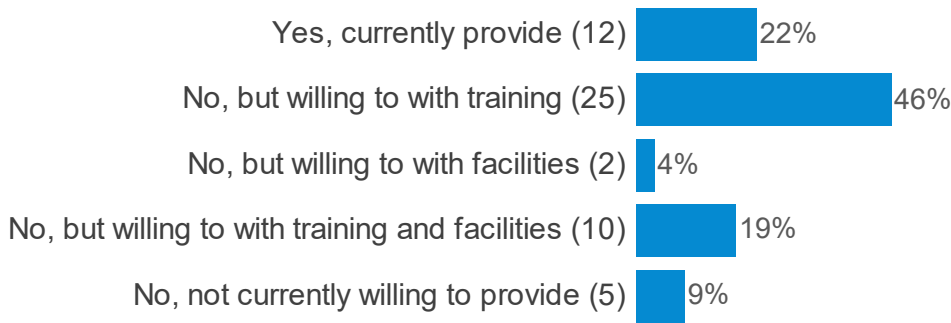 Yes, currently provide (12) 22%
No, but willing to with training (25) 46%
No, but willing to with facilities (2) 4%
No, but willing to with training and facilities (10) 19%
No, not currently willing to provide (5) 9%